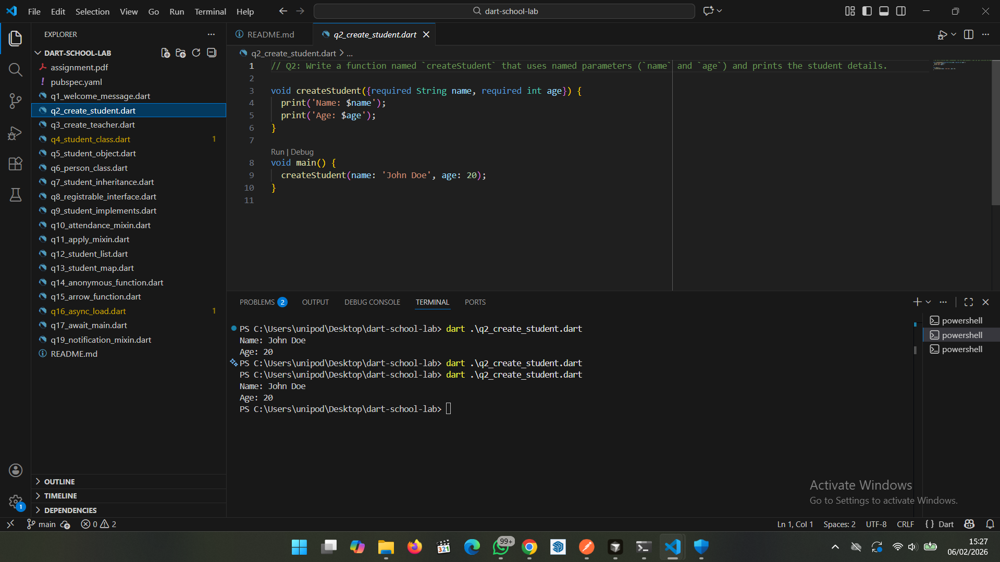 File Edit Selection View Go Run Terminal Help
dart-school-lab
EXPLORER
DART-SCHOOL-LAB
assignment.pdf
! pubspec.yaml
q1_welcome_message.dart
q2_create_student.dart
q3_create_teacher.dart
q4_student_class.dart 1
q5_student_object.dart
q6_person_class.dart
q7_student_inheritance.dart
q8_registrable_interface.dart
q9_student_implements.dart
q10_attendance_mixin.dart
q11_apply_mixin.dart
q12_student_list.dart
q13_student_map.dart
q14_anonymous_function.dart
q15_arrow_function.dart
q16_async_load.dart 1
q17_await_main.dart
q19_notification_mixin.dart
README.md
OUTLINE
TIMELINE
DEPENDENCIES
1
README.md
q2_create_student.dart
q2_create_student.dart > ...
1 // Q2: Write a function named `createStudent` that uses named parameters (`name` and `age`) and prints the student details.
2
3 void createStudent({required String name, required int age}) {
4 print('Name: $name');
5 print('Age: $age');
6 }
7
Run | Debug
8 void main() {
9 createStudent(name: 'John Doe', age: 20);
10 }
11
PROBLEMS 2 OUTPUT DEBUG CONSOLE TERMINAL PORTS
PS C:\Users\unipod\Desktop\dart-school-lab> dart .\q2_create_student.dart
Name: John Doe
Age: 20
PS C:\Users\unipod\Desktop\dart-school-lab> dart .\q2_create_student.dart
PS C:\Users\unipod\Desktop\dart-school-lab> dart .\q2_create_student.dart
Name: John Doe
Age: 20
PS C:\Users\unipod\Desktop\dart-school-lab>
powershell
powershell
powershell
Activate Windows
Go to Settings to activate Windows.
main 0 2
Ln 1, Col 1 Spaces: 2 UTF-8 CRLF {} Dart
321
99+
15:27
06/02/2026